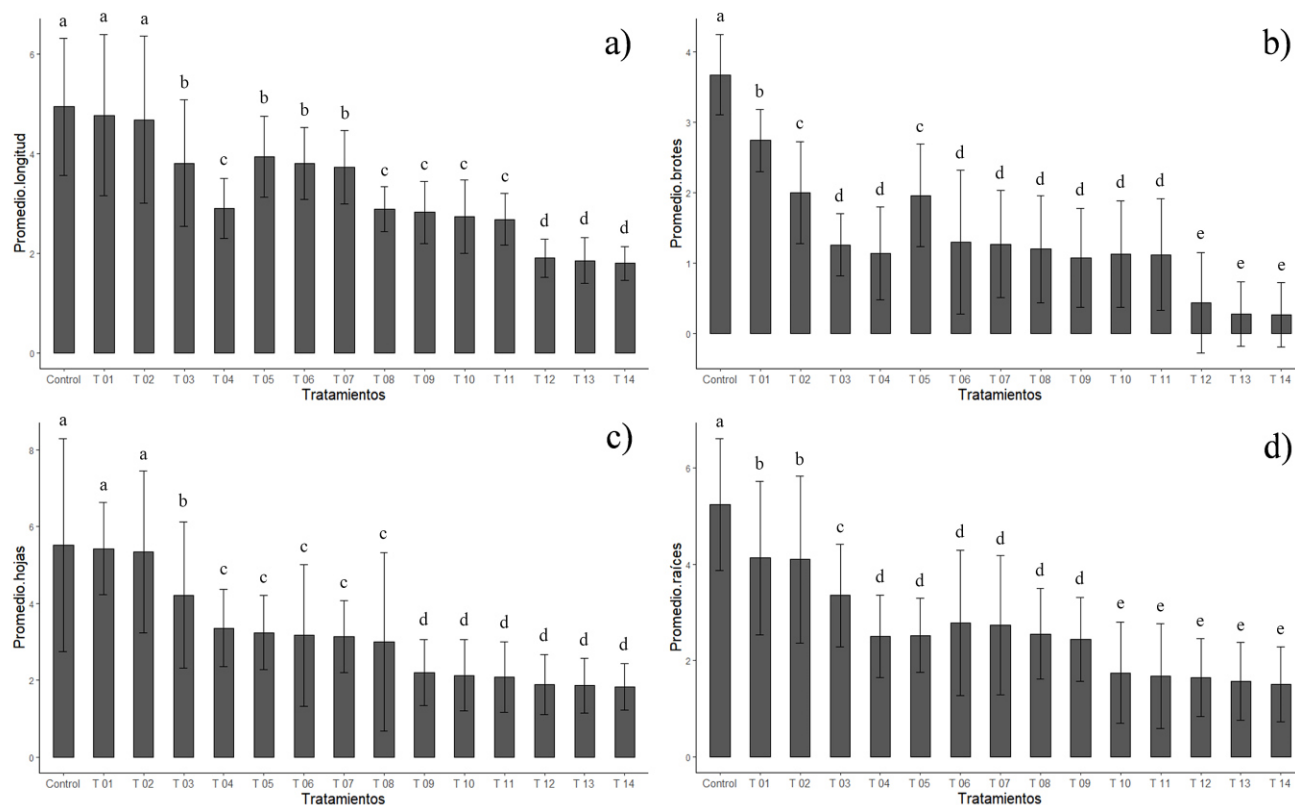 a a a b c b b b c c c c d d d
a)
Promedio.longitud
6
4
2
0
Control T 01 T 02 T 03 T 04 T 05 T 06 T 07 T 08 T 09 T 10 T 11 T 12 T 13 T 14
Tratamientos
a b c d d c d d d d d d e e e
b)
Promedio.brotes
4
3
2
1
0
Control T 01 T 02 T 03 T 04 T 05 T 06 T 07 T 08 T 09 T 10 T 11 T 12 T 13 T 14
Tratamientos
a a a b c c c c c d d d d d d
c)
Promedio.hojas
8
6
4
2
0
Control T 01 T 02 T 03 T 04 T 05 T 06 T 07 T 08 T 09 T 10 T 11 T 12 T 13 T 14
Tratamientos
a b b c d d d d d d e e e e e
d)
Promedio.raíces
6
4
2
0
Control T 01 T 02 T 03 T 04 T 05 T 06 T 07 T 08 T 09 T 10 T 11 T 12 T 13 T 14
Tratamientos